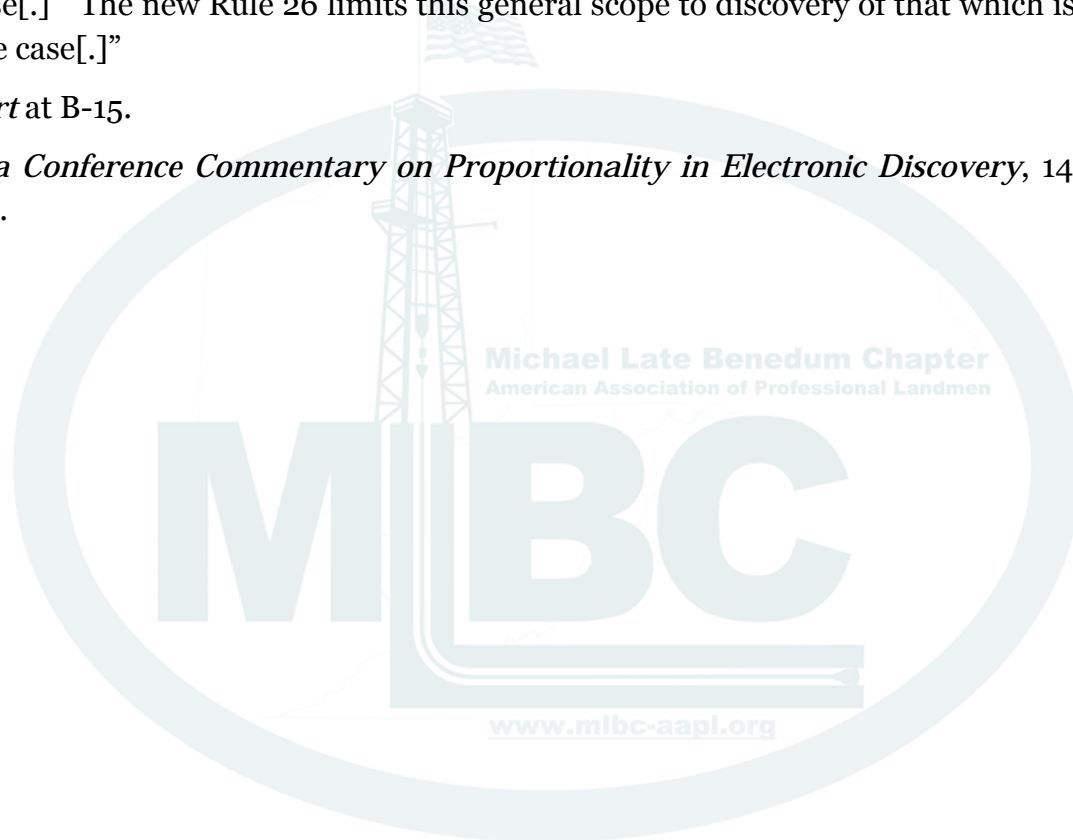 se[.]” The new Rule 26 limits this general scope to discovery of that which is
e case[.]”
rt at B-15.
a Conference Commentary on Proportionality in Electronic Discovery, 14
.
Michael Late Benedum Chapter
American Association of Professional Landmen
MLBC
www.mlbc-aapl.org